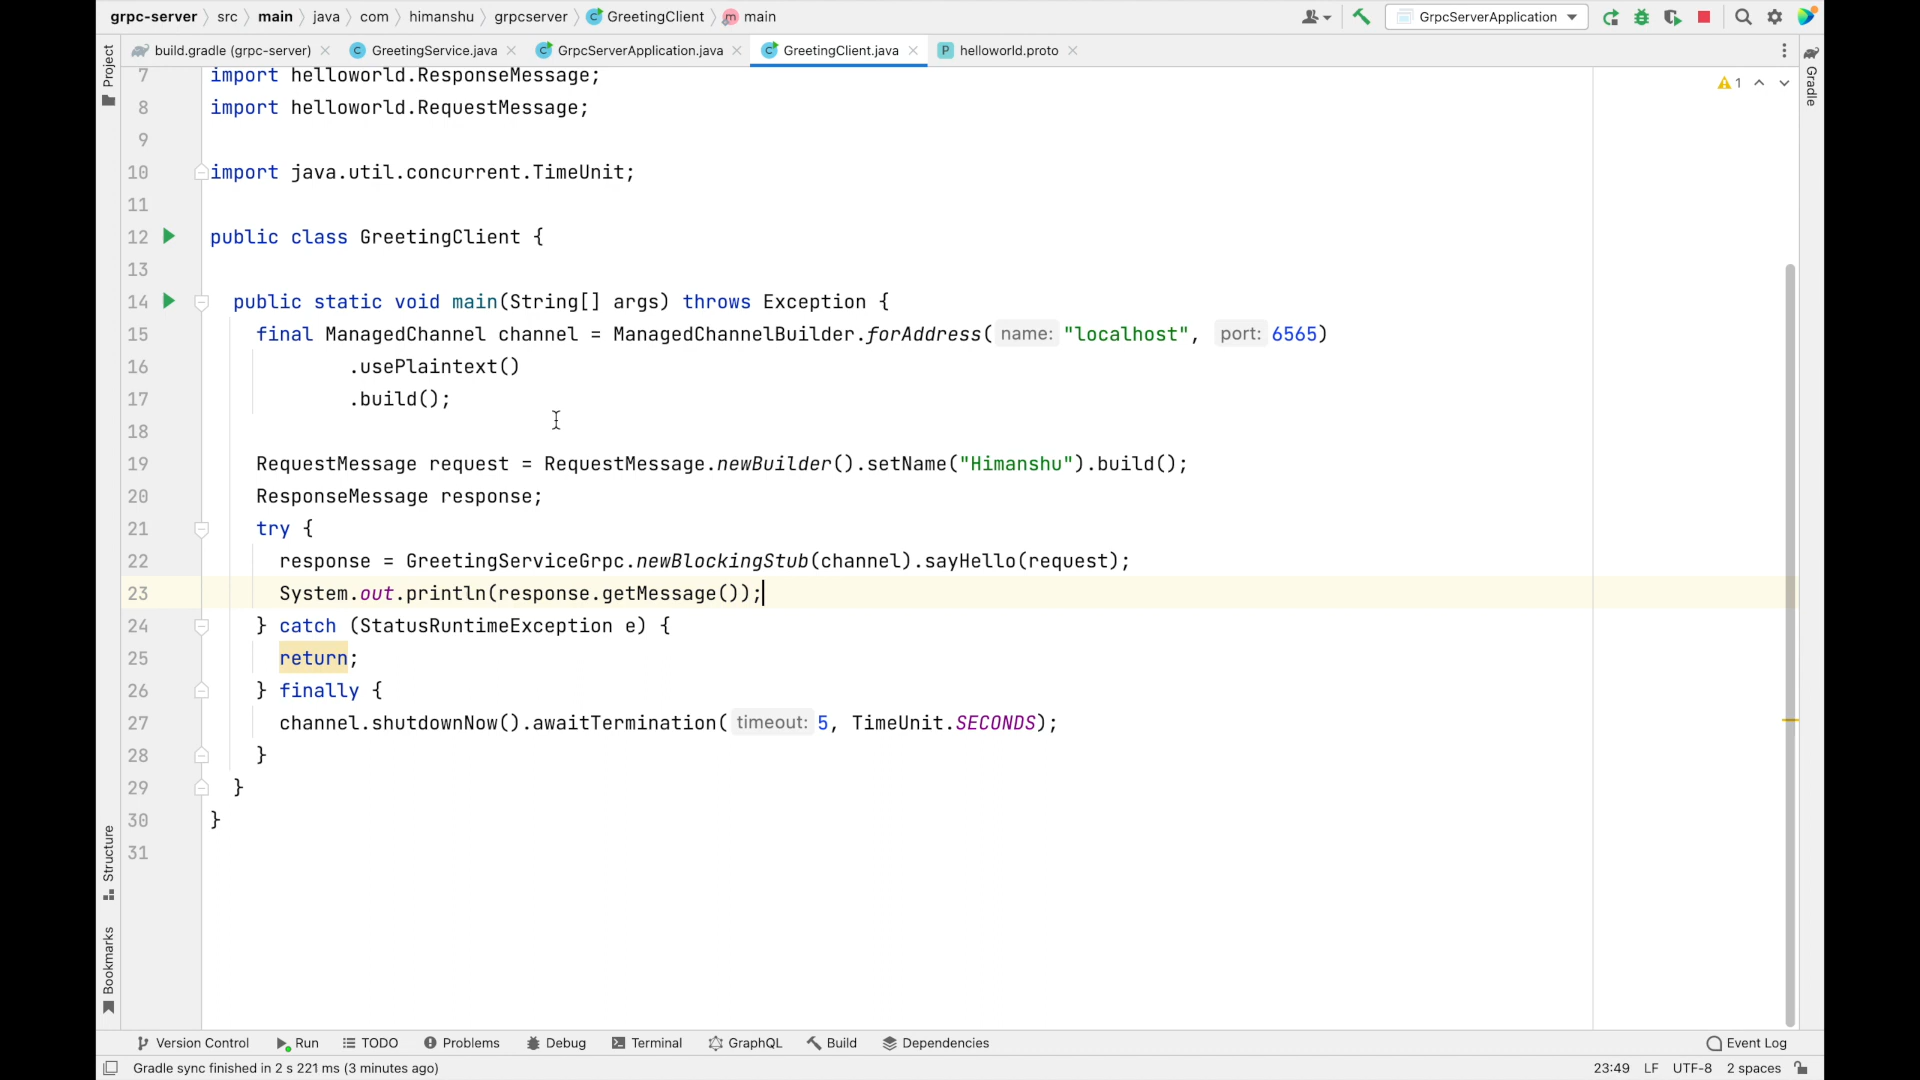 grpc-server src main java com himanshu grpcserver GreetingClient main GrpcServerApplication
build.gradle (grpc-server) GreetingService.java GrpcServerApplication.java GreetingClient.java helloworld.proto
Project
Gradle
1
7 import helloworld.ResponseMessage;
8 import helloworld.RequestMessage;
9
10 import java.util.concurrent.TimeUnit;
11
12 public class GreetingClient {
13
14 public static void main(String[] args) throws Exception {
15 final ManagedChannel channel = ManagedChannelBuilder.forAddress( name: "localhost", port: 6565)
16 .usePlaintext()
17 .build();
18
19 RequestMessage request = RequestMessage.newBuilder().setName("Himanshu").build();
20 ResponseMessage response;
21 try {
22 response = GreetingServiceGrpc.newBlockingStub(channel).sayHello(request);
23 System.out.println(response.getMessage());
24 } catch (StatusRuntimeException e) {
25 return;
26 } finally {
27 channel.shutdownNow().awaitTermination( timeout: 5, TimeUnit.SECONDS);
28 }
29 }
30 }
31
Structure
Bookmarks
Version Control Run TODO Problems Debug Terminal GraphQL Build Dependencies Event Log
Gradle sync finished in 2 s 221 ms (3 minutes ago) 23:49 LF UTF-8 2 spaces